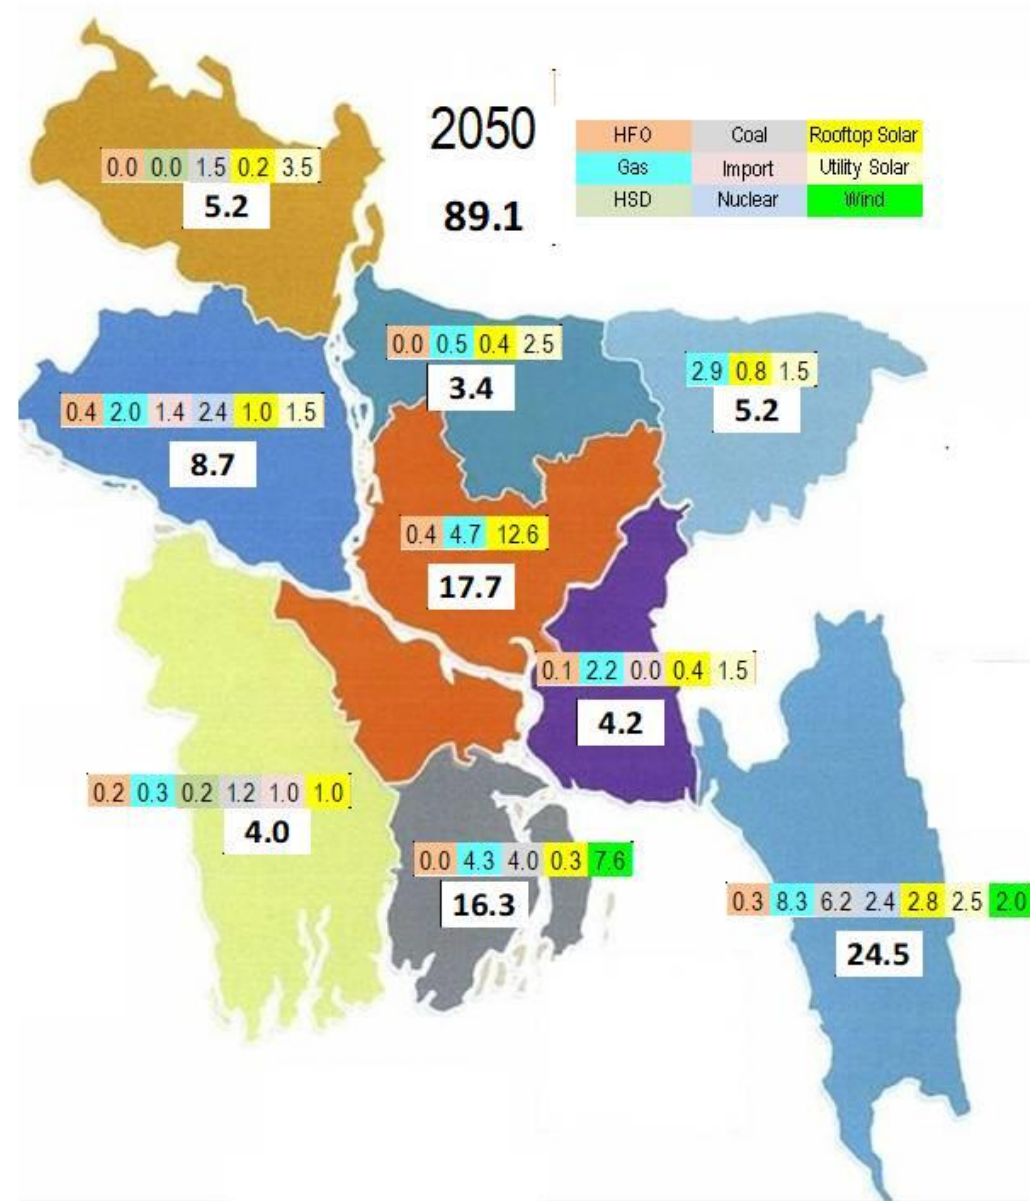 2050
89.1
HFO Coal Rooftop Solar
Gas Import Utility Solar
HSD Nuclear Wind
0.0 0.0 1.5 0.2 3.5
5.2
0.0 0.5 0.4 2.5
3.4
2.9 0.8 1.5
5.2
0.4 2.0 1.4 2.4 1.0 1.5
8.7
0.4 4.7 12.6
17.7
0.1 2.2 0.0 0.4 1.5
4.2
0.2 0.3 0.2 1.2 1.0 1.0
4.0
0.0 4.3 4.0 0.3 7.6
16.3
0.3 8.3 6.2 2.4 2.8 2.5 2.0
24.5